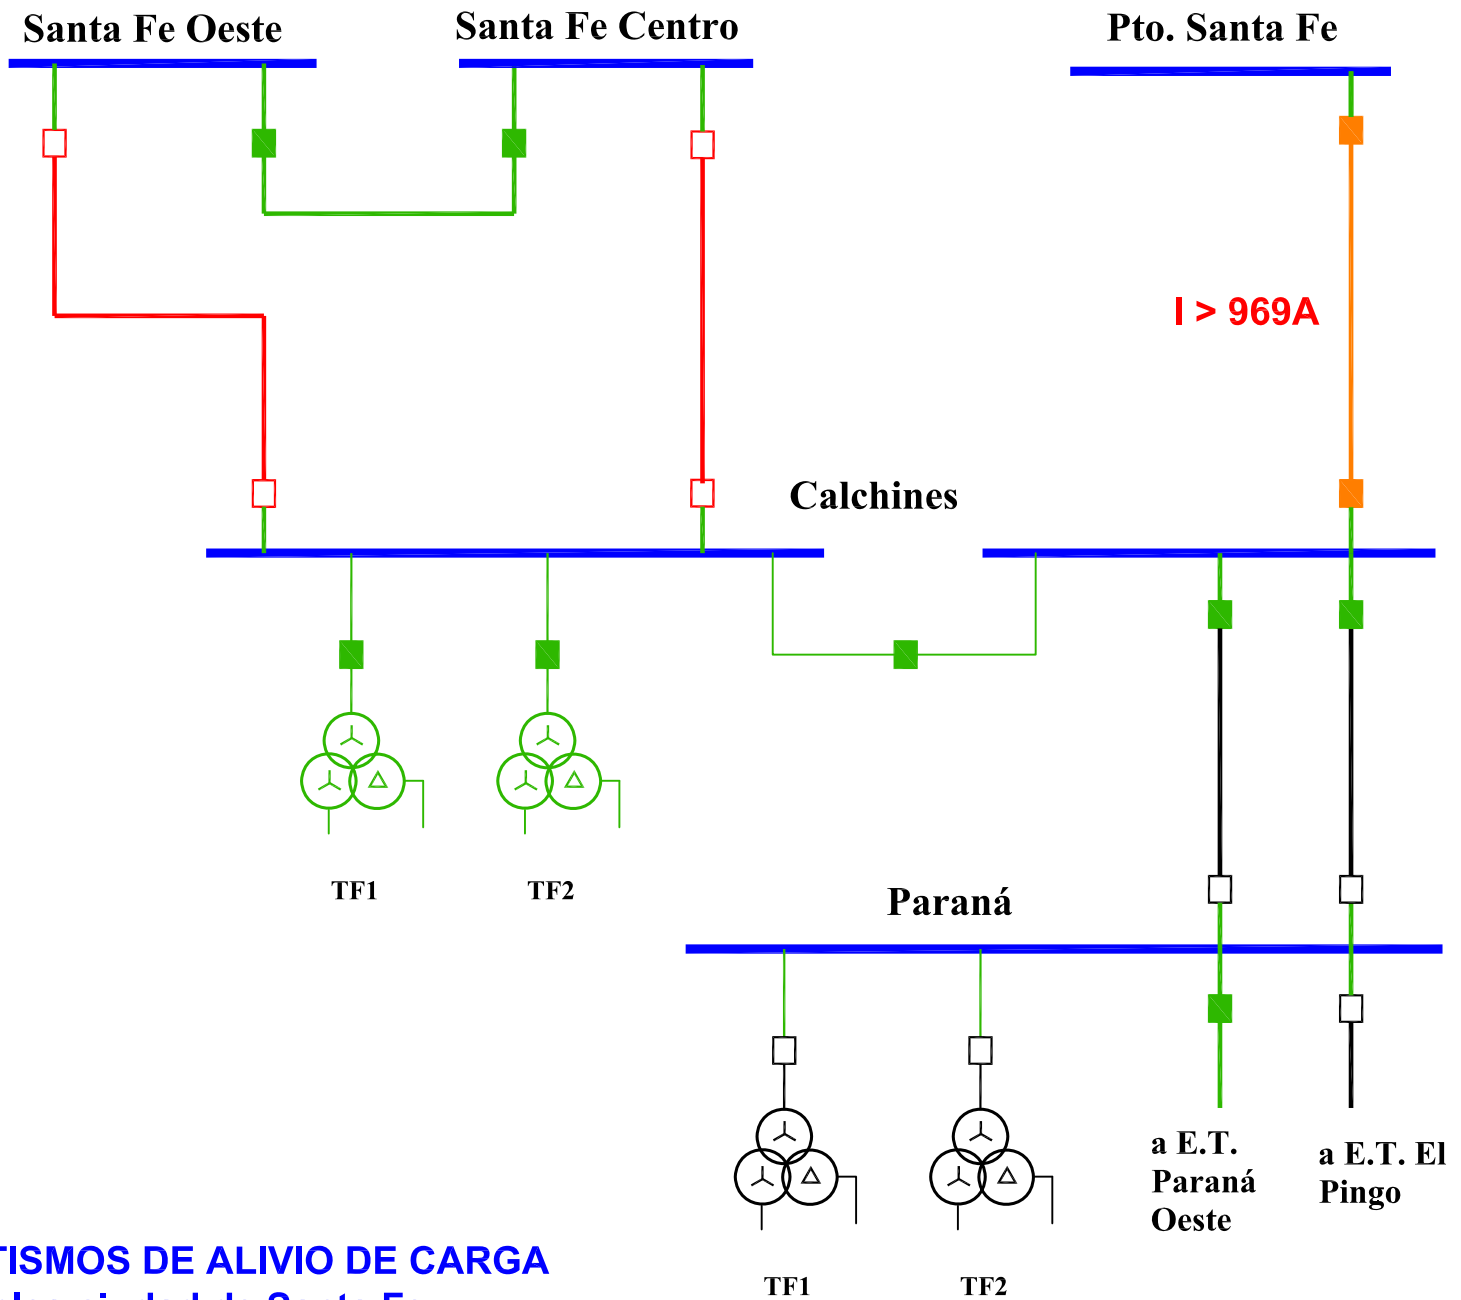 Santa Fe Oeste
Santa Fe Centro
Pto. Santa Fe
I > 969A
Calchines
TF1
TF2
Paraná
a E.T.
Paraná
Oeste
a E.T. El
Pingo
TF1
TF2
TISMOS DE ALIVIO DE CARGA